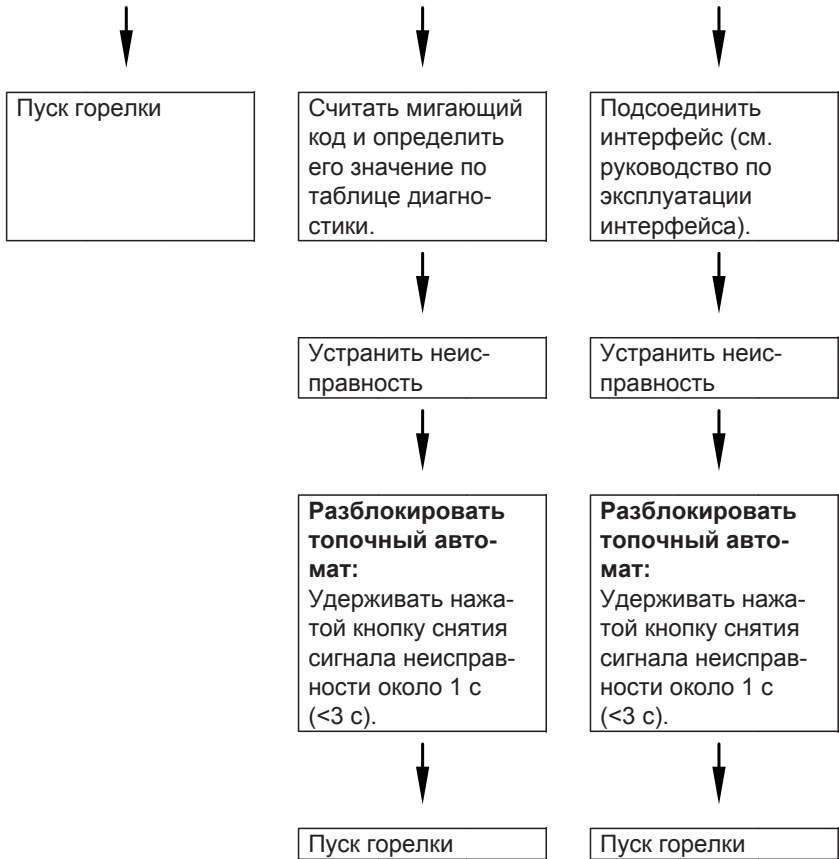 Пуск горелки
Считать мигающий
код и определить
его значение по
таблице диагно-
стики.
Подсоединить
интерфейс (см.
руководство по
эксплуатации
интерфейса).
Устранить неис-
правность
Устранить неис-
правность
Разблокировать
топочный авто-
мат:
Удерживать нажа-
той кнопку снятия
сигнала неисправ-
ности около 1 с
(<3 с).
Разблокировать
топочный авто-
мат:
Удерживать нажа-
той кнопку снятия
сигнала неисправ-
ности около 1 с
(<3 с).
Пуск горелки
Пуск горелки